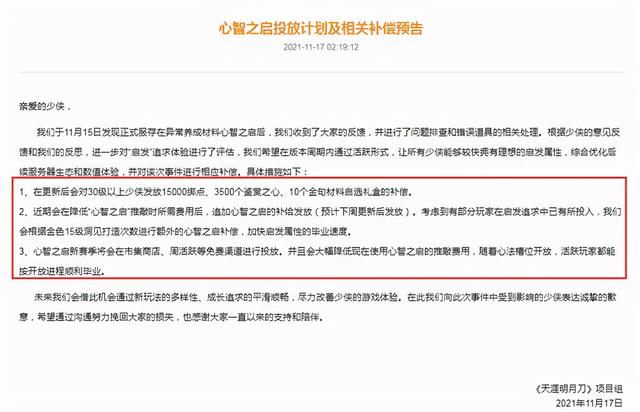 心智之启投放计划及相关补偿预告
2021-11-17 02:19:12
亲爱的少侠，
我们于11月15日发现正式服存在异常养成材料心智之启后，我们收到了大家的反馈，并进行了问题排查和错误道具的相关处理。根据少侠的意见反
馈和我们的反思，进一步对“启发”追求体验进行了评估，我们希望在版本周期内通过活跃形式，让所有少侠能够较快拥有理想的启发属性，综合优化后
续服务器生态和数值体验，并对此次事件进行相应补偿。具体措施如下：
1、在更新后会对30级以上少侠发放15000绑点、3500个鉴赏之心、10个金句材料自选礼盒的补偿。
2、近期会在降低“心智之启”推敲时所需费用后，追加心智之启的补给发放（预计下周更新后发放）。考虑到有部分玩家在启发追求中已有所投入，我们
会根据金色15级洞见打造次数进行额外的心智之启补偿，加快启发属性的毕业速度。
3、心智之启新赛季将会在市集商店、周活跃等免费渠道进行投放。并且会大幅降低现在使用心智之启的推敲费用，随着心法槽位开放，活跃玩家都能
按开放进程顺利毕业。
未来我们会借此机会通过新玩法的多样性、成长追求的平滑顺畅，尽力改善少侠的游戏体验。在此我们向此次事件中受到影响的少侠表达诚挚的歉
意，希望通过沟通努力挽回大家的损失，也感谢大家一直以来的支持和陪伴。
《天涯明月刀》项目组
2021年11月17日